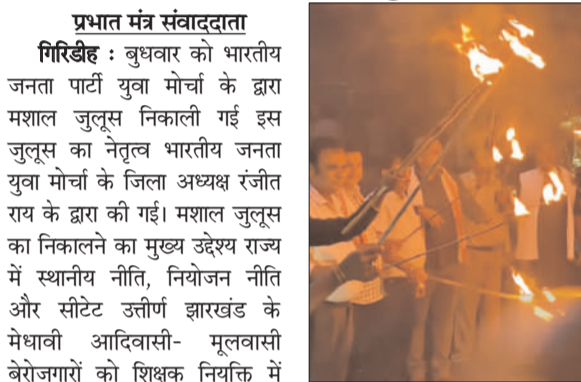 प्रभात मंत्र संवाददाता
गिरिडीह : बुधवार को भारतीय
जनता पार्टी युवा मोर्चा के द्वारा
मशाल जुलूस निकाली गई इस
जुलूस का नेतृत्व भारतीय जनता
युवा मोर्चा के जिला अध्यक्ष रंजीत
राय के द्वारा की गई। मशाल जुलूस
का निकालने का मुख्य उद्देश्य राज्य
में स्थानीय नीति, नियोजन नीति
और सीटेट उत्तीर्ण झारखंड के
मेधावी आदिवासी- मूलवासी
बेरोजगारों को शिक्षक नियुक्ति में